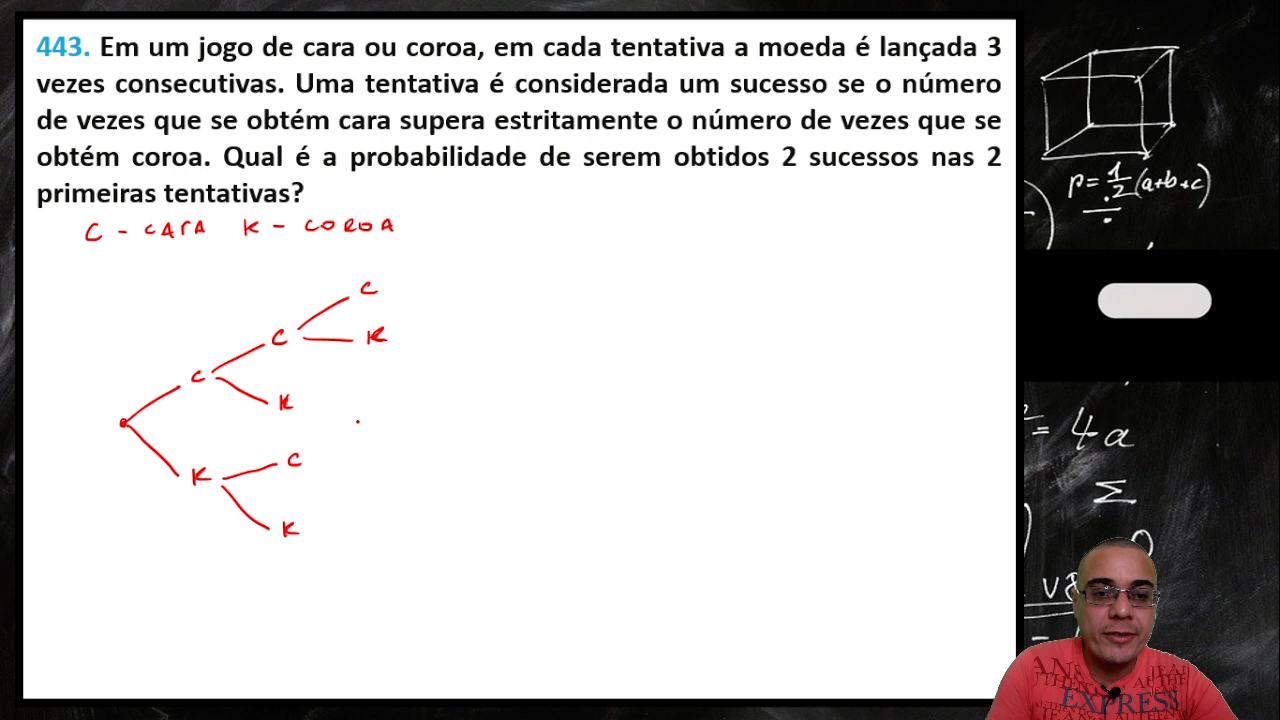 443. Em um jogo de cara ou coroa, em cada tentativa a moeda é lançada 3
vezes consecutivas. Uma tentativa é considerada um sucesso se o número
de vezes que se obtém cara supera estritamente o número de vezes que se
obtém coroa. Qual é a probabilidade de serem obtidos 2 sucessos nas 2
primeiras tentativas?
C - CARA K - COROA
C
C K
C
K
K C
K
p = 1/2 (a+b+c)
= 4a
Σ
EXPRESS